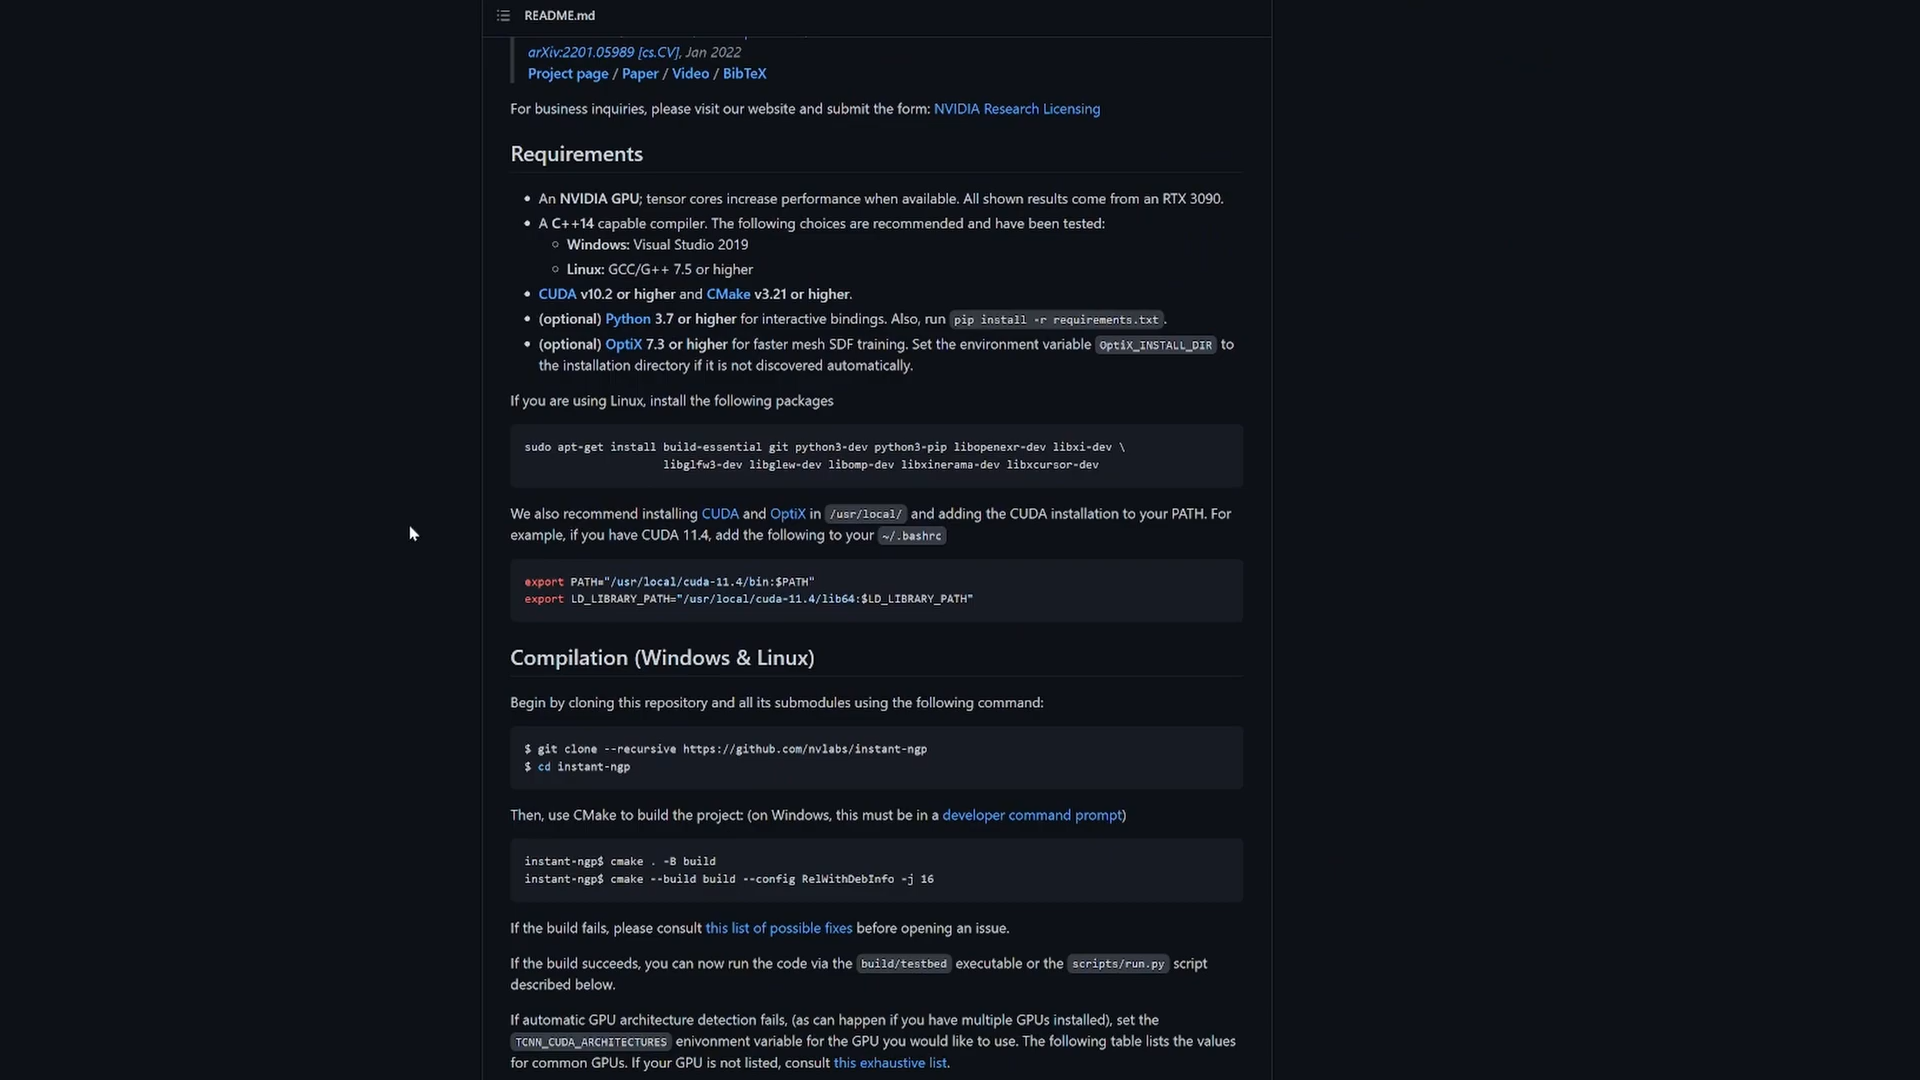 README.md
arXiv:2201.05989 [cs.CV], Jan 2022
Project page / Paper / Video / BibTeX
For business inquiries, please visit our website and submit the form: NVIDIA Research Licensing
Requirements
An NVIDIA GPU; tensor cores increase performance when available. All shown results come from an RTX 3090.
A C++14 capable compiler. The following choices are recommended and have been tested:
Windows: Visual Studio 2019
Linux: GCC/G++ 7.5 or higher
CUDA v10.2 or higher and CMake v3.21 or higher.
(optional) Python 3.7 or higher for interactive bindings. Also, run pip install -r requirements.txt.
(optional) OptiX 7.3 or higher for faster mesh SDF training. Set the environment variable OptiX_INSTALL_DIR to
the installation directory if it is not discovered automatically.
If you are using Linux, install the following packages
sudo apt-get install build-essential git python3-dev python3-pip libopenexr-dev libxi-dev \
libglfw3-dev libglew-dev libomp-dev libxinerama-dev libxcursor-dev
We also recommend installing CUDA and OptiX in /usr/local/ and adding the CUDA installation to your PATH. For
example, if you have CUDA 11.4, add the following to your ~/.bashrc
export PATH="/usr/local/cuda-11.4/bin:$PATH"
export LD_LIBRARY_PATH="/usr/local/cuda-11.4/lib64:$LD_LIBRARY_PATH"
Compilation (Windows & Linux)
Begin by cloning this repository and all its submodules using the following command:
$ git clone --recursive https://github.com/nvlabs/instant-ngp
$ cd instant-ngp
Then, use CMake to build the project: (on Windows, this must be in a developer command prompt)
instant-ngp$ cmake . -B build
instant-ngp$ cmake --build build --config RelWithDebInfo -j 16
If the build fails, please consult this list of possible fixes before opening an issue.
If the build succeeds, you can now run the code via the build/testbed executable or the scripts/run.py script
described below.
If automatic GPU architecture detection fails, (as can happen if you have multiple GPUs installed), set the
TCNN_CUDA_ARCHITECTURES enivonment variable for the GPU you would like to use. The following table lists the values
for common GPUs. If your GPU is not listed, consult this exhaustive list.